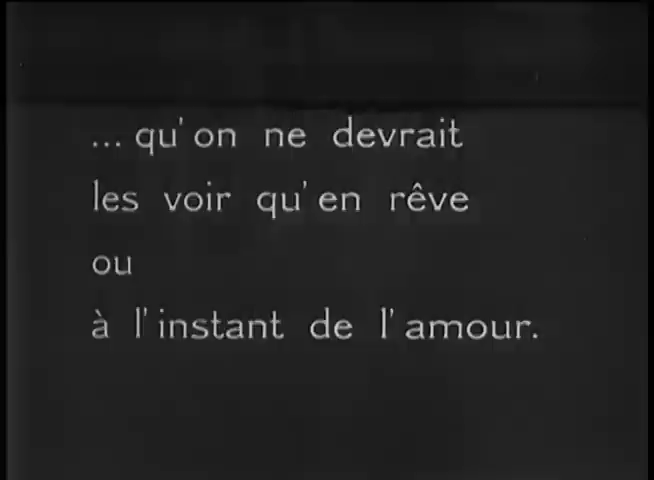 ... qu'on ne devrait
les voir qu'en rêve
ou
à l'instant de l'amour.